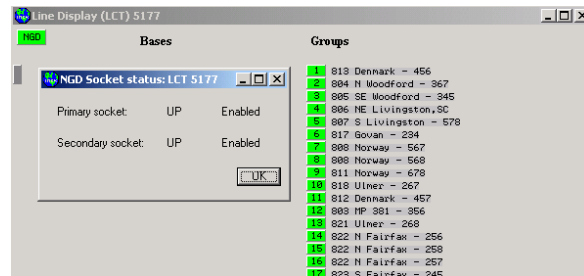 Line Display (LCT) 5177
NGD
Bases
Groups
NGD Socket status: LCT 5177
Primary socket: UP Enabled
Secondary socket: UP Enabled
OK
1 813 Denmark - 456
2 804 N Woodford - 367
3 805 SE Woodford - 345
4 806 NE Livingston,SC
5 807 S Livingston - 578
6 817 Govan - 234
7 808 Norway - 567
8 808 Norway - 568
9 811 Norway - 678
10 818 Ulmer - 267
11 812 Denmark - 457
12 803 MP 381 - 356
13 821 Ulmer - 268
14 822 N Fairfax - 256
15 822 N Fairfax - 258
16 822 N Fairfax - 257
17 823 S Fairfax - 245